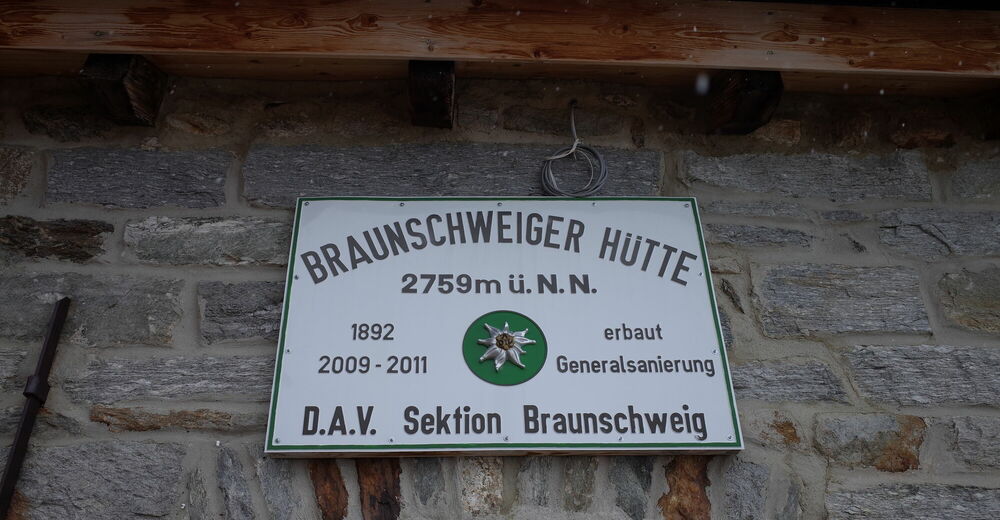 BRAUNSCHWEIGER HÜTTE
2759m ü. N. N.
1892 erbaut
2009 - 2011 Generalsanierung
D.A.V. Sektion Braunschweig